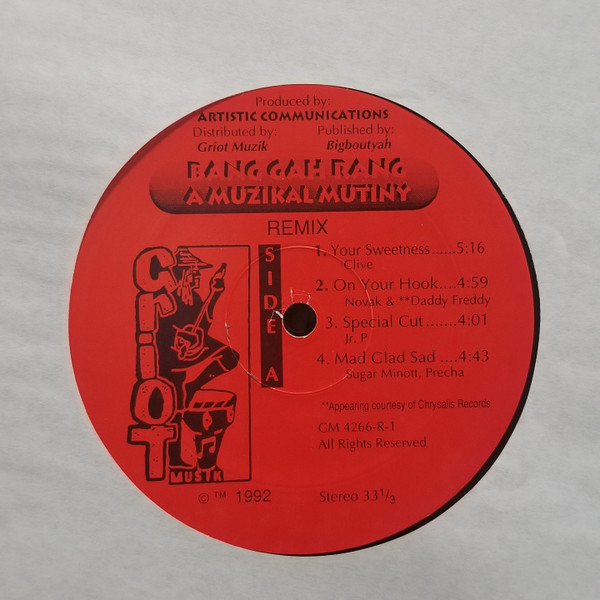 Produced by:
ARTISTIC COMMUNICATIONS
Distributed by: Published by:
Griot Muzik Bigboutyah
BANG GAH BANG
A MUZIKAL MUTINY
REMIX
SIDE A
1. Your Sweetness......5:16
Clive
2. On Your Hook....4:59
Novak & **Daddy Freddy
3. Special Cut.......4:01
Jr. P
4. Mad Glad Sad ....4:43
Sugar Minott, Precha
**Appearing courtesy of Chrysalis Records
GM 4266-R-1
All Rights Reserved
GRIOT
MUSIK
© ™ 1992 Stereo 33 1/3